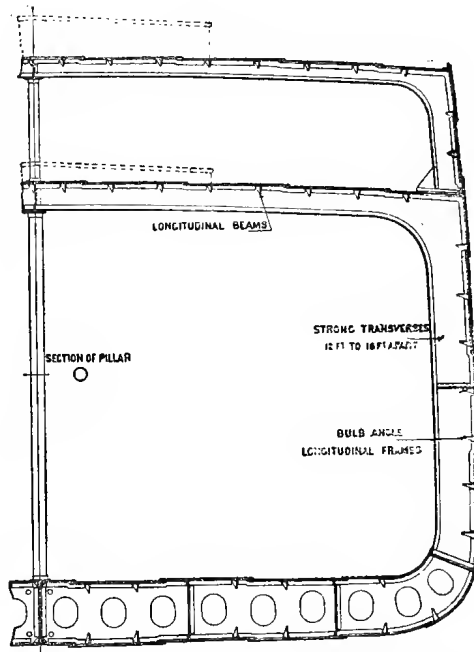 LONGITUDINAL BEAMS
SECTION OF PILLAR
STRONG TRANSVERSES
12 FT TO 16 FT APART
BULB ANGLE
LONGITUDINAL FRAMES